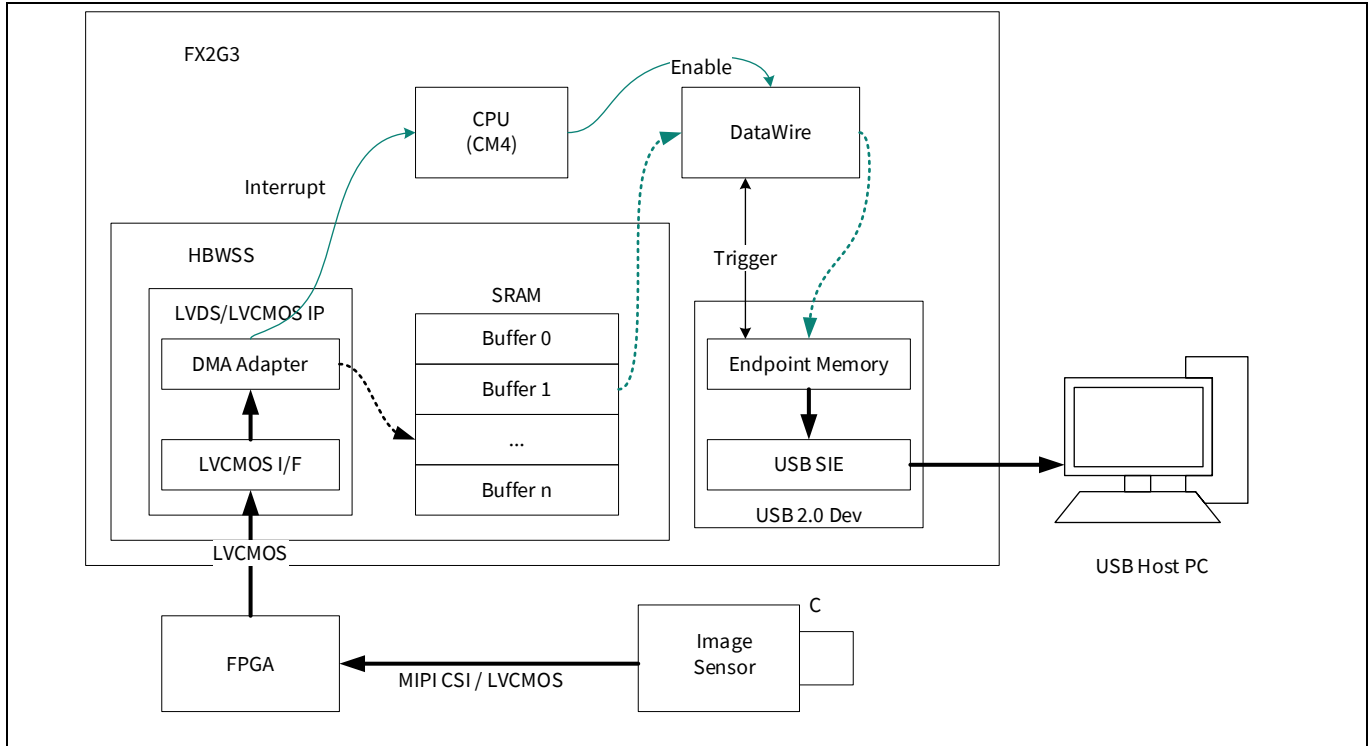 FX2G3
Enable
CPU
(CM4)
DataWire
Interrupt
HBWSS
Trigger
SRAM
LVDS/LVCMOS IP
Buffer 0
DMA Adapter
Endpoint Memory
Buffer 1
...
LVCMOS I/F
USB SIE
Buffer n
USB 2.0 Dev
LVCMOS
USB Host PC
C
Image
Sensor
FPGA
MIPI CSI / LVCMOS